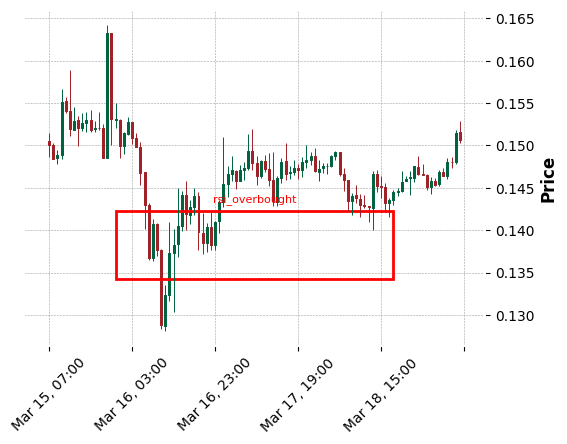 0.165
0.160
0.155
0.150
0.145
0.140
0.135
0.130
Price
rsi_overbought
Mar 15, 07:00
Mar 16, 03:00
Mar 16, 23:00
Mar 17, 19:00
Mar 18, 15:00